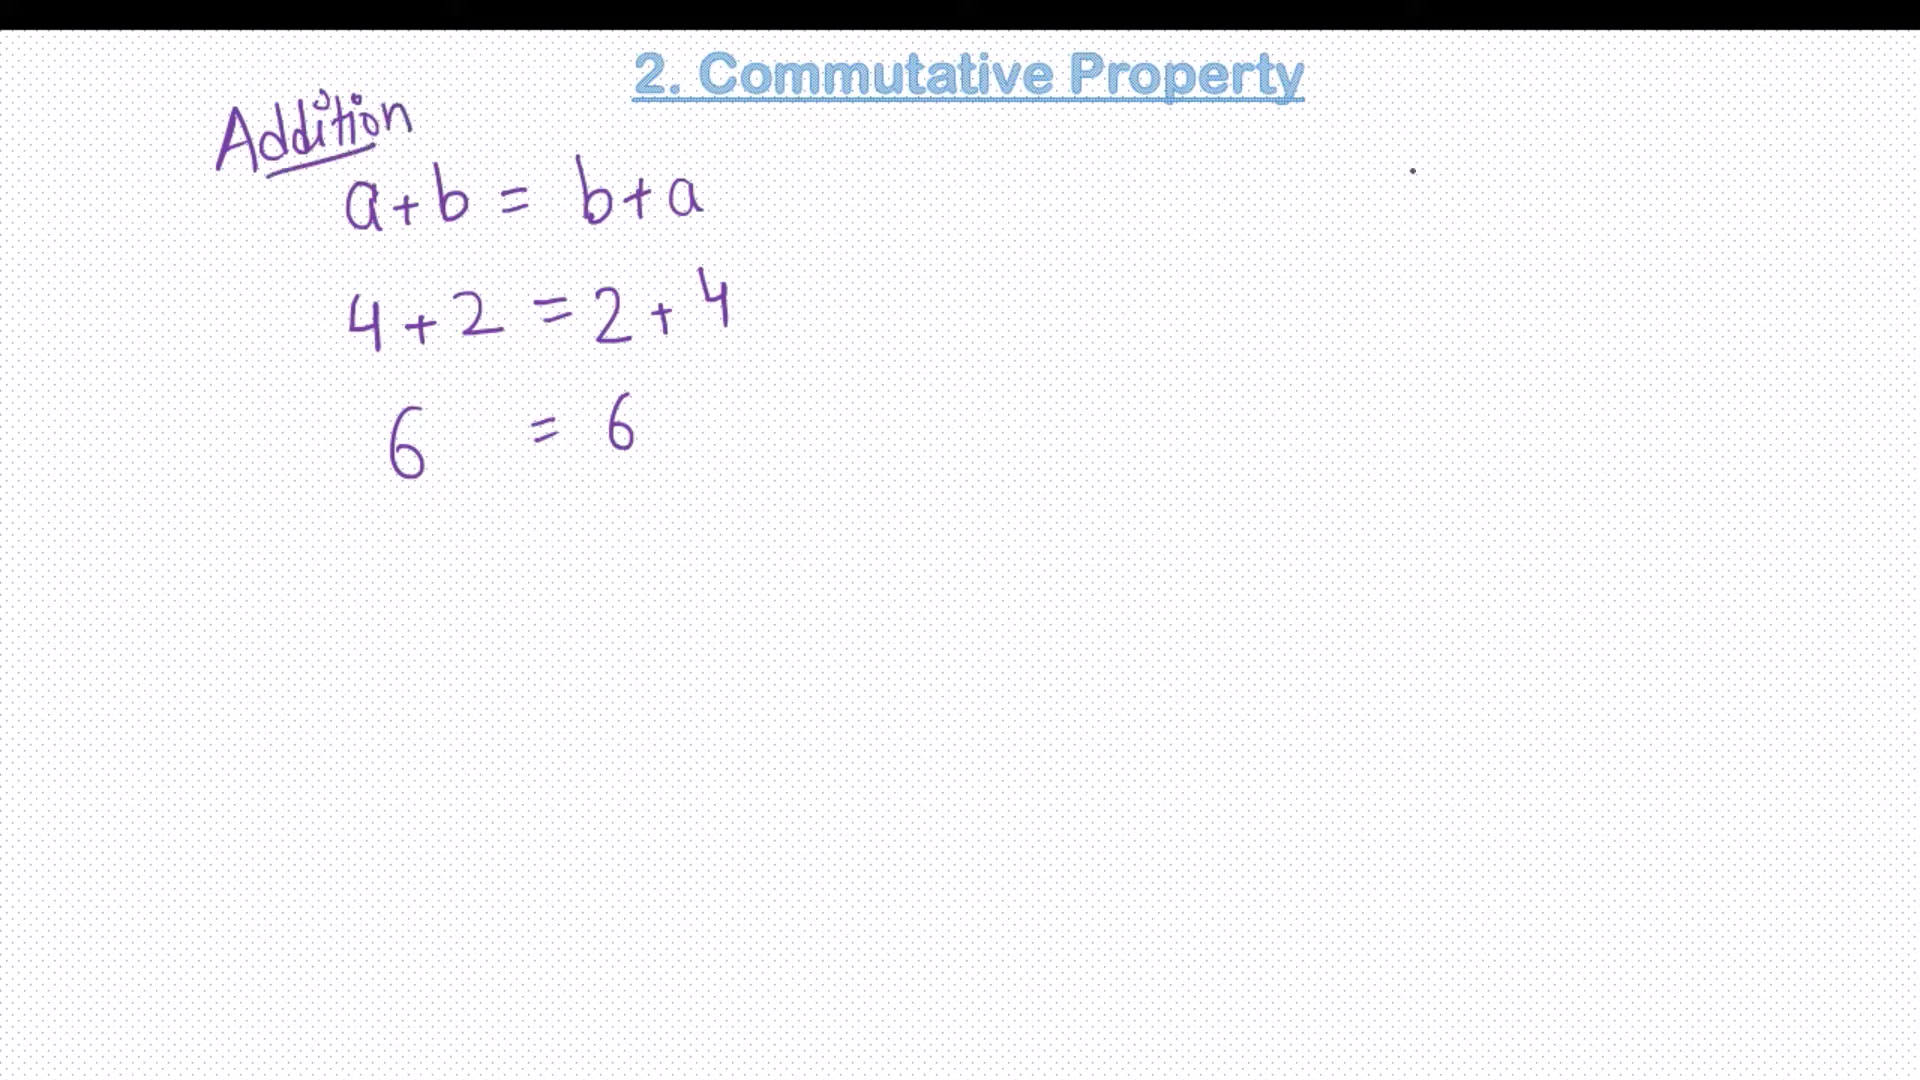 2. Commutative Property
Addition
a+b = b+a
4+2 = 2+4
6 = 6